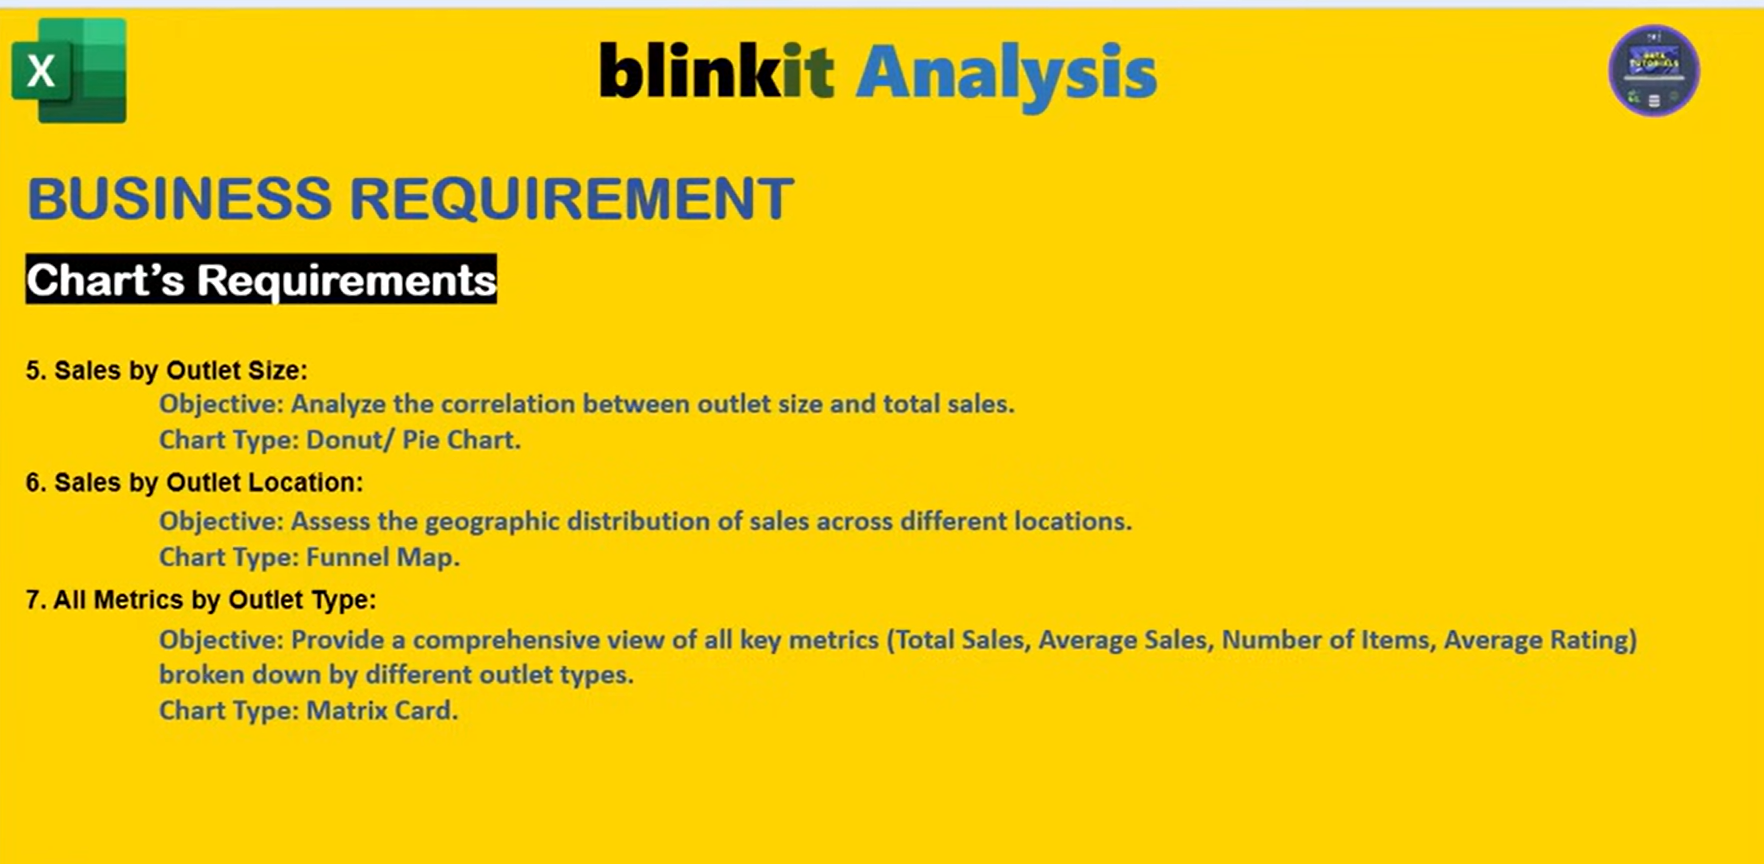 X
blinkit Analysis
DATA
TUTORIALS
BUSINESS REQUIREMENT
Chart’s Requirements
5. Sales by Outlet Size:
Objective: Analyze the correlation between outlet size and total sales.
Chart Type: Donut/ Pie Chart.
6. Sales by Outlet Location:
Objective: Assess the geographic distribution of sales across different locations.
Chart Type: Funnel Map.
7. All Metrics by Outlet Type:
Objective: Provide a comprehensive view of all key metrics (Total Sales, Average Sales, Number of Items, Average Rating)
broken down by different outlet types.
Chart Type: Matrix Card.